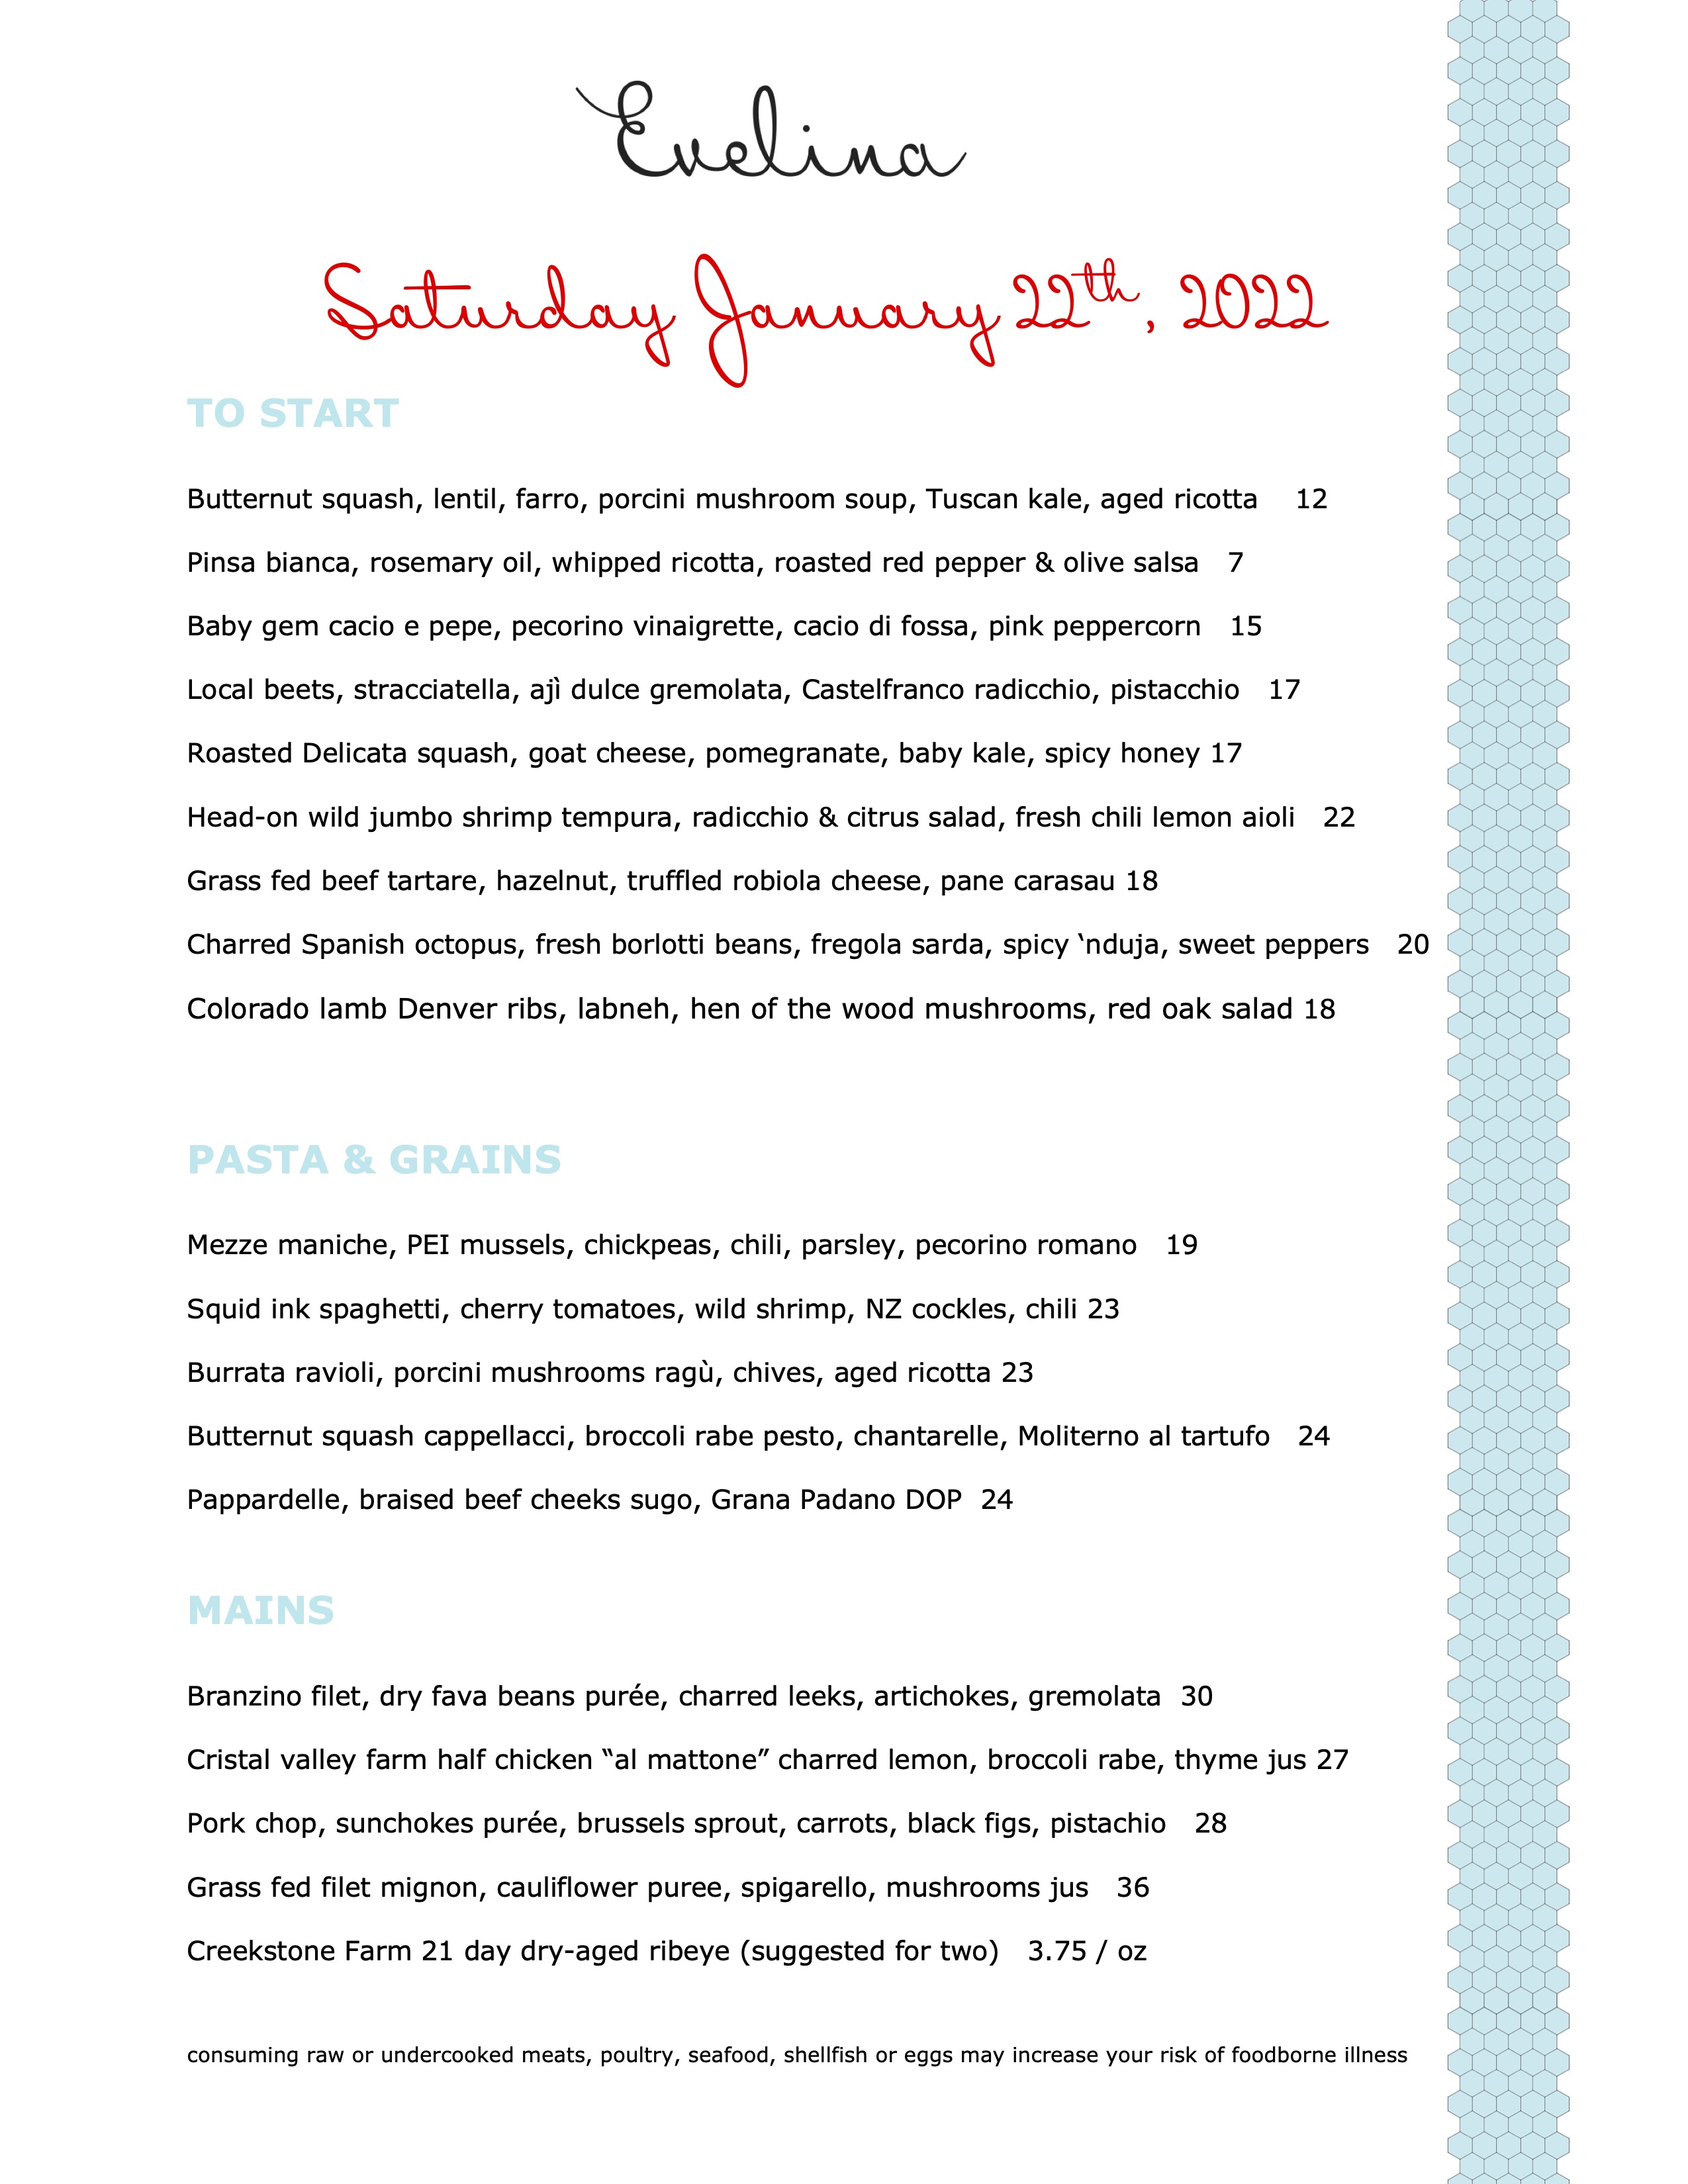 Evelina
Saturday January 22th, 2022
TO START
Butternut squash, lentil, farro, porcini mushroom soup, Tuscan kale, aged ricotta 12
Pinsa bianca, rosemary oil, whipped ricotta, roasted red pepper & olive salsa 7
Baby gem cacio e pepe, pecorino vinaigrette, cacio di fossa, pink peppercorn 15
Local beets, stracciatella, ajì dulce gremolata, Castelfranco radicchio, pistacchio 17
Roasted Delicata squash, goat cheese, pomegranate, baby kale, spicy honey 17
Head-on wild jumbo shrimp tempura, radicchio & citrus salad, fresh chili lemon aioli 22
Grass fed beef tartare, hazelnut, truffled robiola cheese, pane carasau 18
Charred Spanish octopus, fresh borlotti beans, fregola sarda, spicy ‘nduja, sweet peppers 20
Colorado lamb Denver ribs, labneh, hen of the wood mushrooms, red oak salad 18
PASTA & GRAINS
Mezze maniche, PEI mussels, chickpeas, chili, parsley, pecorino romano 19
Squid ink spaghetti, cherry tomatoes, wild shrimp, NZ cockles, chili 23
Burrata ravioli, porcini mushrooms ragù, chives, aged ricotta 23
Butternut squash cappellacci, broccoli rabe pesto, chantarelle, Moliterno al tartufo 24
Pappardelle, braised beef cheeks sugo, Grana Padano DOP 24
MAINS
Branzino filet, dry fava beans purée, charred leeks, artichokes, gremolata 30
Cristal valley farm half chicken “al mattone” charred lemon, broccoli rabe, thyme jus 27
Pork chop, sunchokes purée, brussels sprout, carrots, black figs, pistachio 28
Grass fed filet mignon, cauliflower puree, spigarello, mushrooms jus 36
Creekstone Farm 21 day dry-aged ribeye (suggested for two) 3.75 / oz
consuming raw or undercooked meats, poultry, seafood, shellfish or eggs may increase your risk of foodborne illness